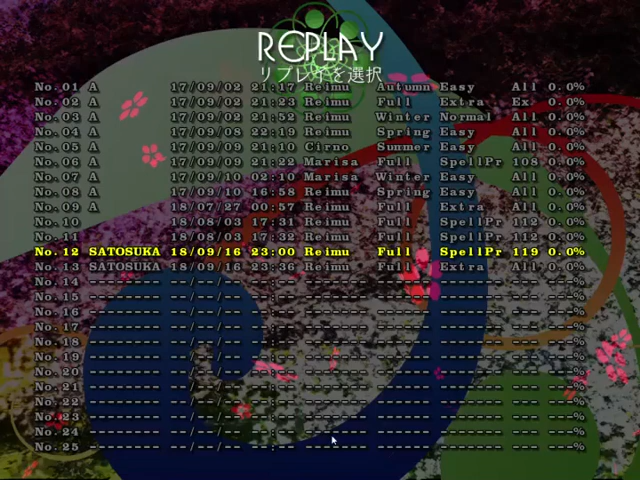 REPLAY
リプレイを選択
No.01 A 17/09/02 21:17 Reimu Autumn Easy All 0.0%
No.02 A 17/09/02 21:23 Reimu Full Extra Ex. 0.0%
No.03 A 17/09/02 21:52 Reimu Winter Normal All 0.0%
No.04 A 17/09/08 22:19 Reimu Spring Easy All 0.0%
No.05 A 17/09/09 21:10 Cirno Summer Easy All 0.0%
No.06 A 17/09/09 21:22 Marisa Full SpellPr 108 0.0%
No.07 A 17/09/10 02:10 Marisa Winter Easy All 0.0%
No.08 A 17/09/10 16:58 Reimu Spring Easy All 0.0%
No.09 A 18/07/27 00:57 Reimu Full Extra All 0.0%
No.10 18/08/03 17:31 Reimu Full SpellPr 112 0.0%
No.11 18/08/03 17:32 Reimu Full SpellPr 112 0.0%
No.12 SATOSUKA 18/09/16 23:00 Reimu Full SpellPr 119 0.0%
No.13 SATOSUKA 18/09/16 23:36 Reimu Full Extra All 0.0%
No.14 -------- --/--/-- --:-- ------ ------ ------- --- ---%
No.15 -------- --/--/-- --:-- ------ ------ ------- --- ---%
No.16 -------- --/--/-- --:-- ------ ------ ------- --- ---%
No.17 -------- --/--/-- --:-- ------ ------ ------- --- ---%
No.18 -------- --/--/-- --:-- ------ ------ ------- --- ---%
No.19 -------- --/--/-- --:-- ------ ------ ------- --- ---%
No.20 -------- --/--/-- --:-- ------ ------ ------- --- ---%
No.21 -------- --/--/-- --:-- ------ ------ ------- --- ---%
No.22 -------- --/--/-- --:-- ------ ------ ------- --- ---%
No.23 -------- --/--/-- --:-- ------ ------ ------- --- ---%
No.24 -------- --/--/-- --:-- ------ ------ ------- --- ---%
No.25 -------- --/--/-- --:-- ------ ------ ------- --- ---%